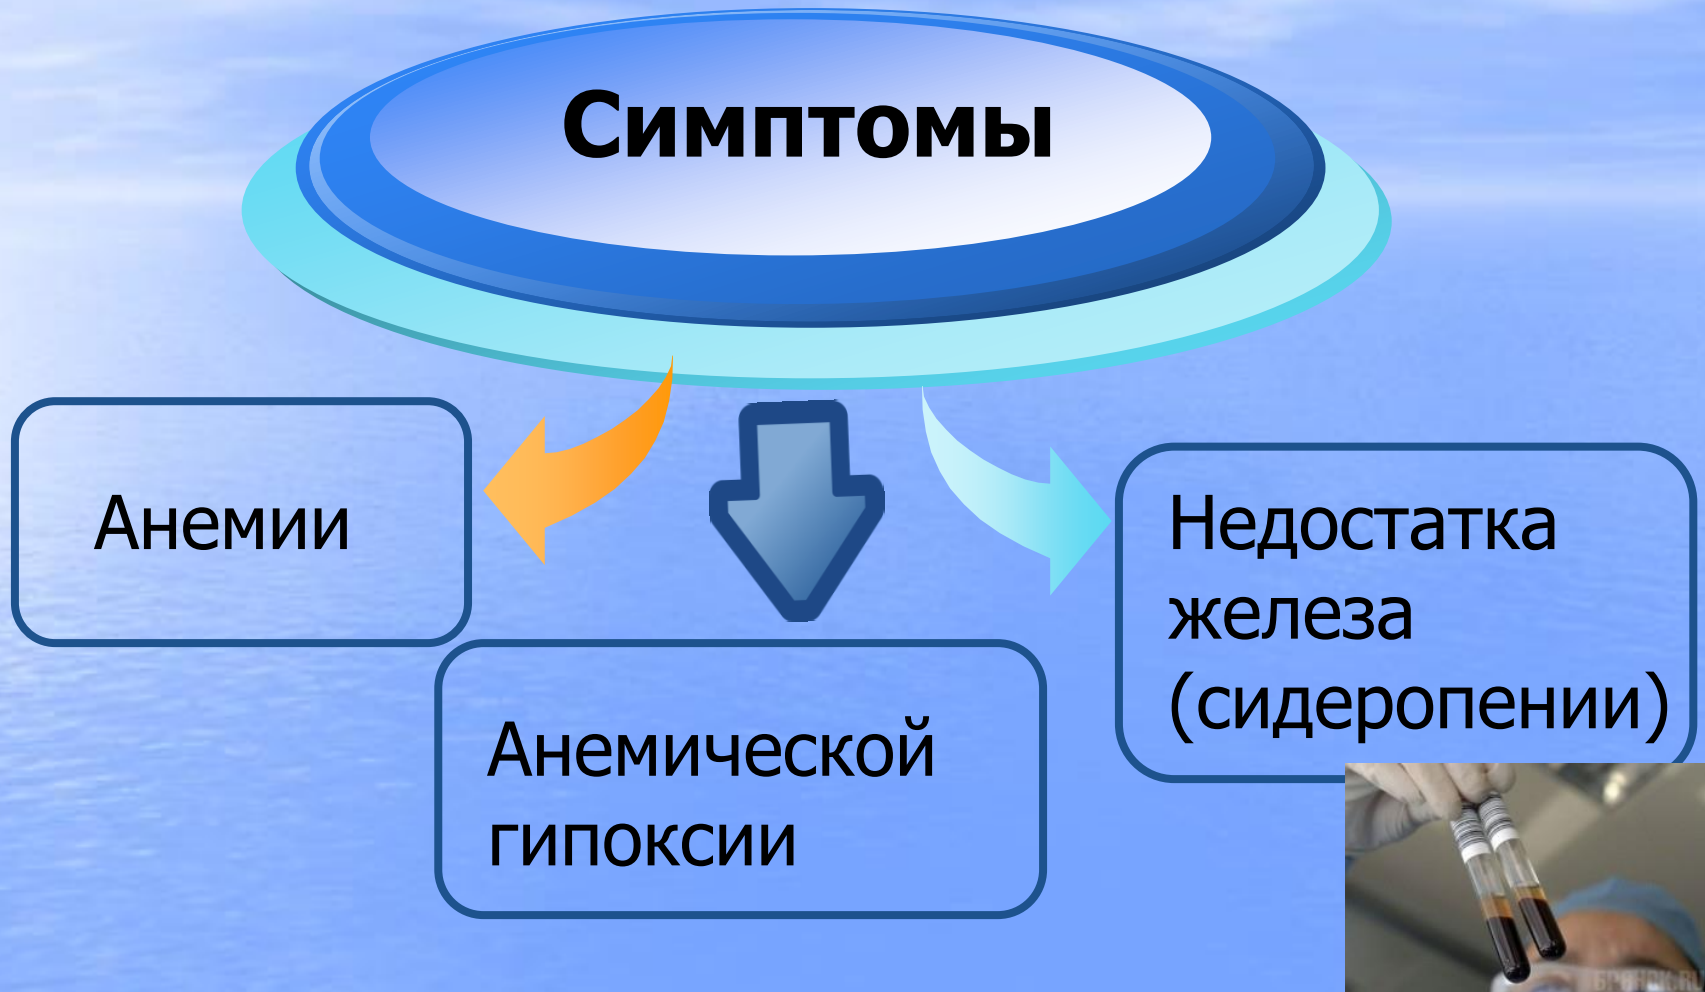 Симптомы
Анемии
Анемической
гипоксии
Недостатка
железа
(сидеропении)